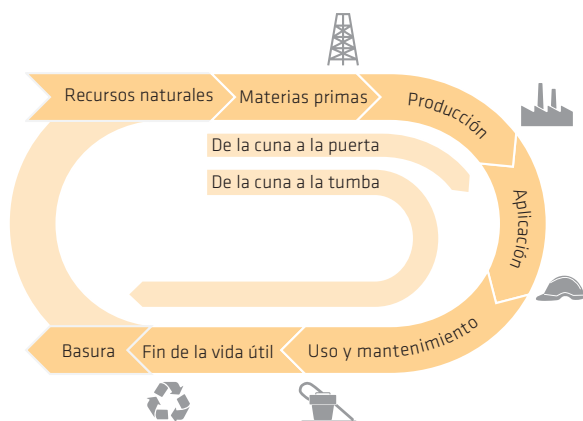 Recursos naturales
Materias primas
Producción
De la cuna a la puerta
De la cuna a la tumba
Aplicación
Uso y mantenimiento
Fin de la vida útil
Basura